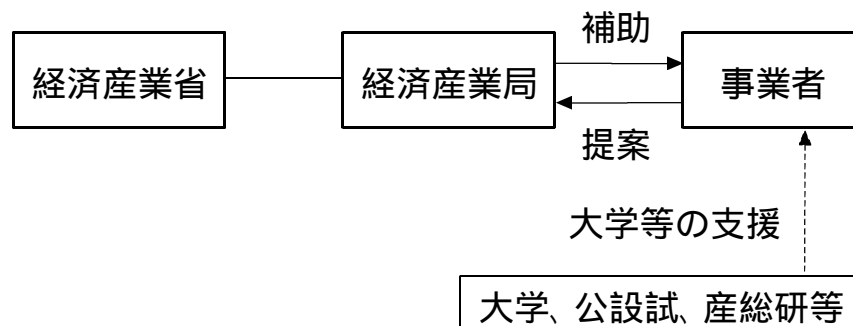 補助
経済産業省
経済産業局
事業者
提案
大学等の支援
大学、公設試、産総研等